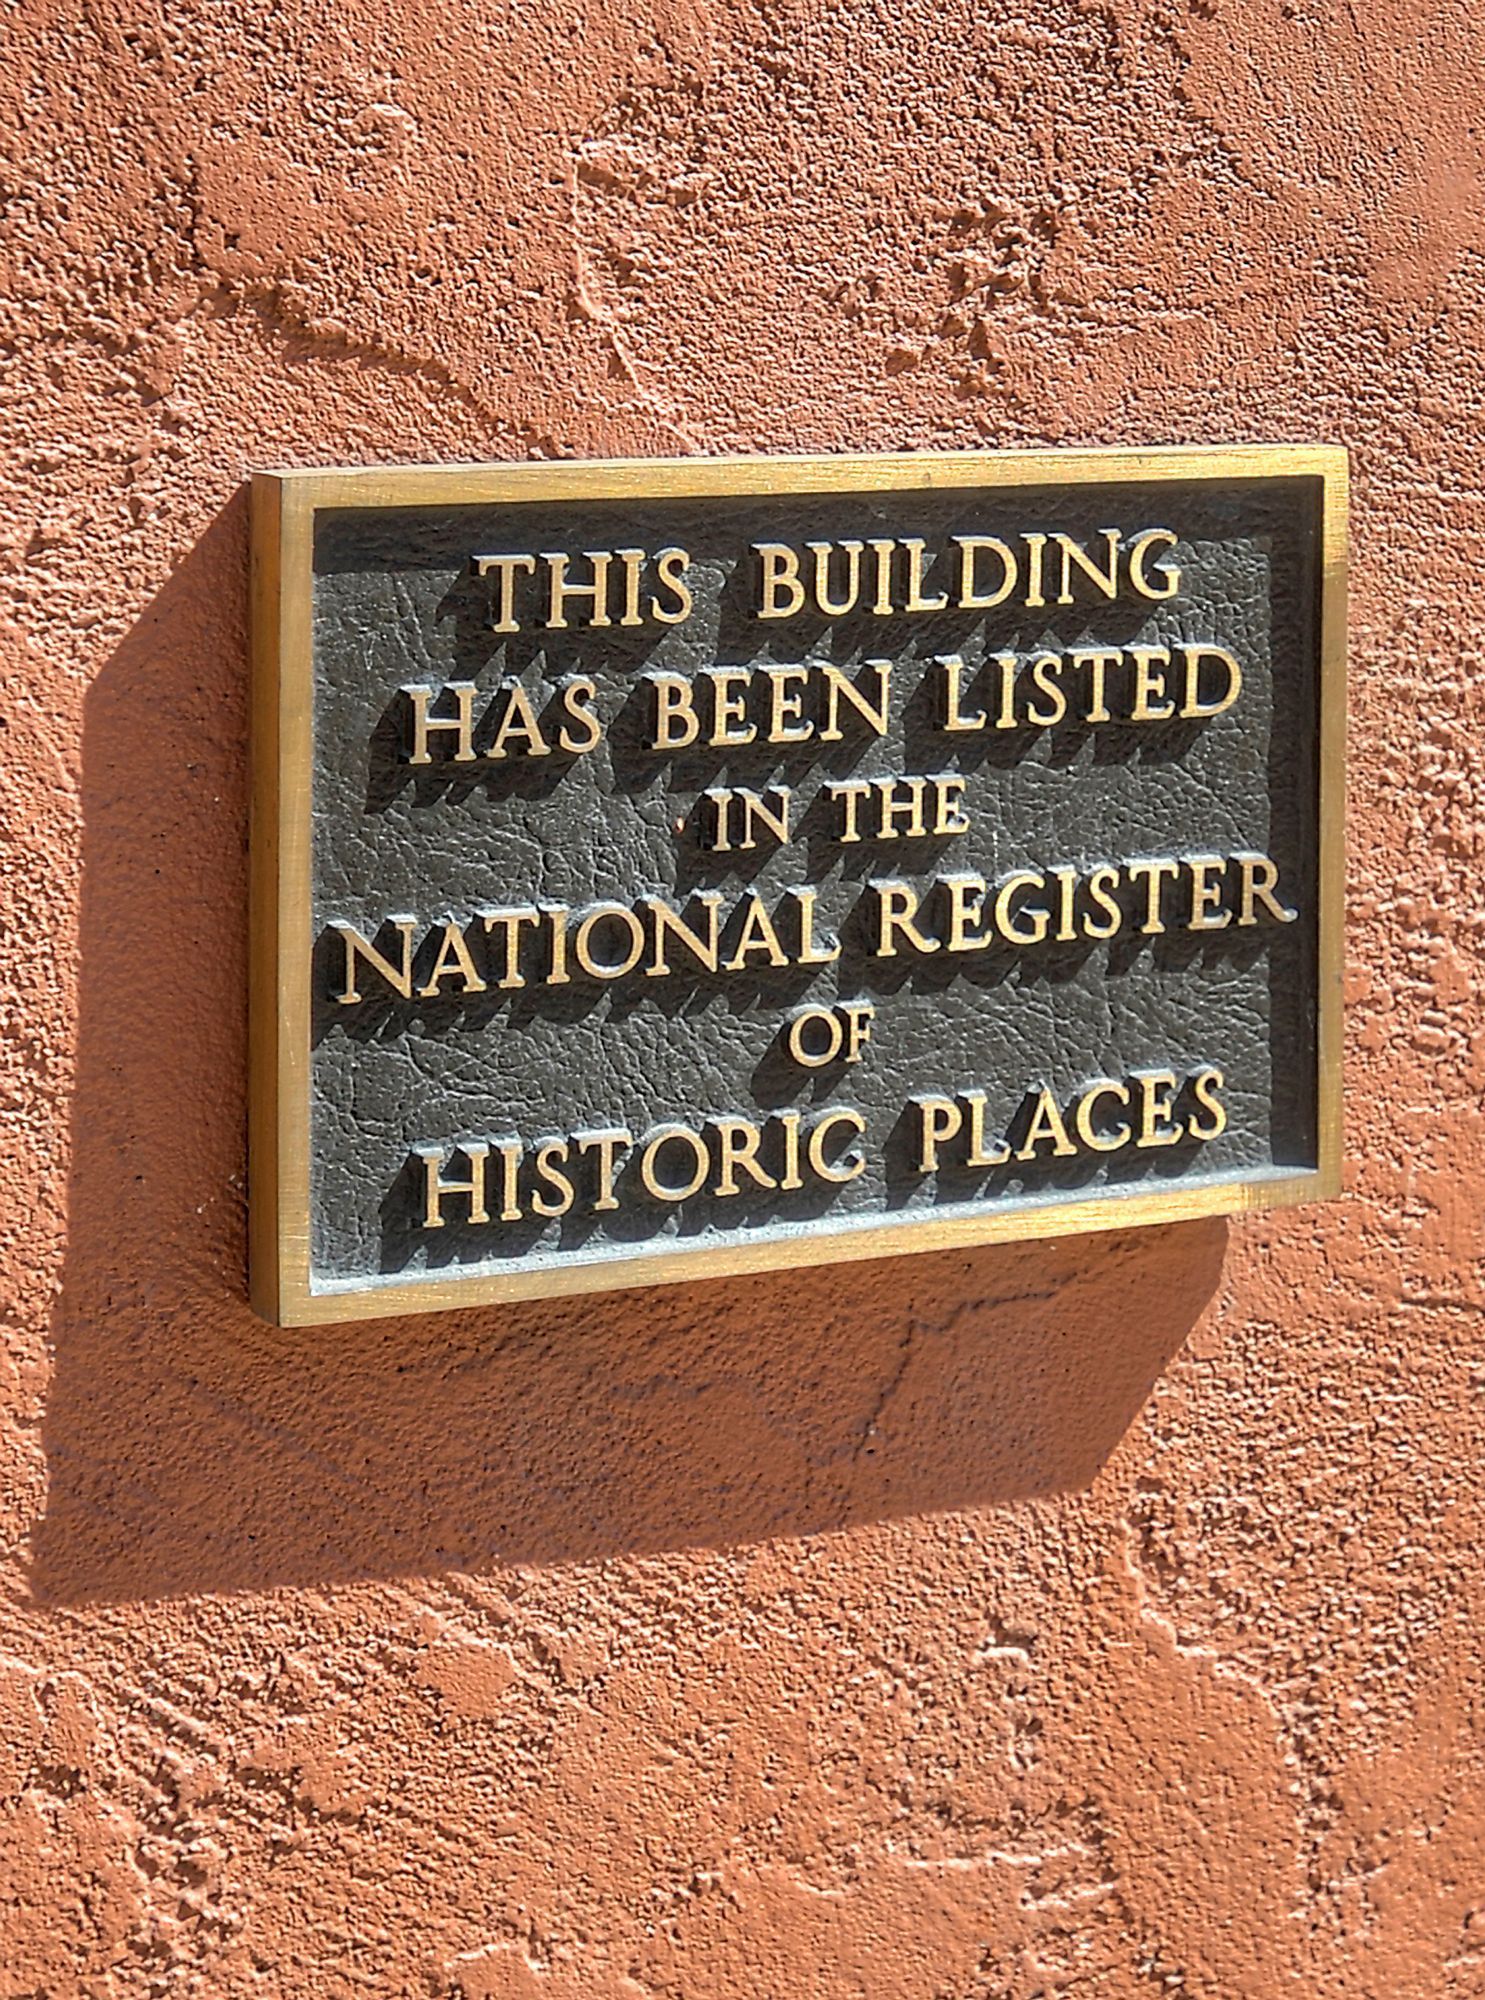 THIS BUILDING
HAS BEEN LISTED
IN THE
NATIONAL REGISTER
OF
HISTORIC PLACES